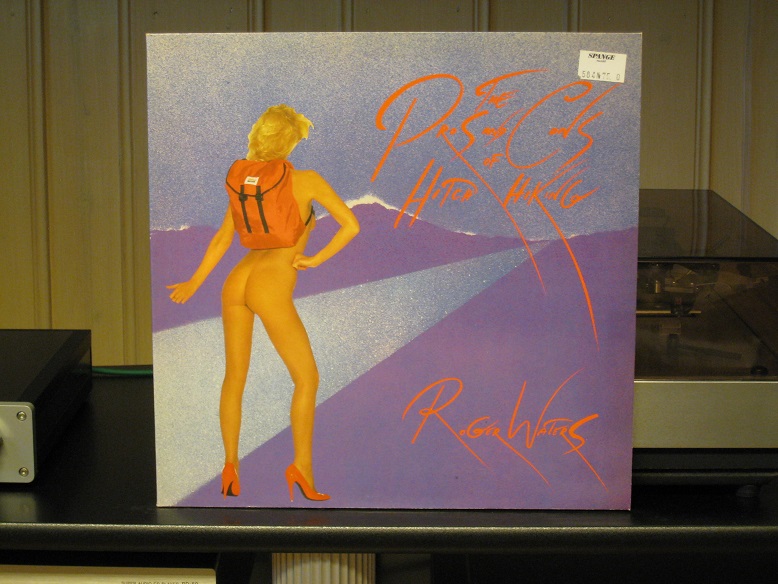 SPANGE
THE
PROS AND CONS
OF
HITCH HIKING
ROGER WATERS